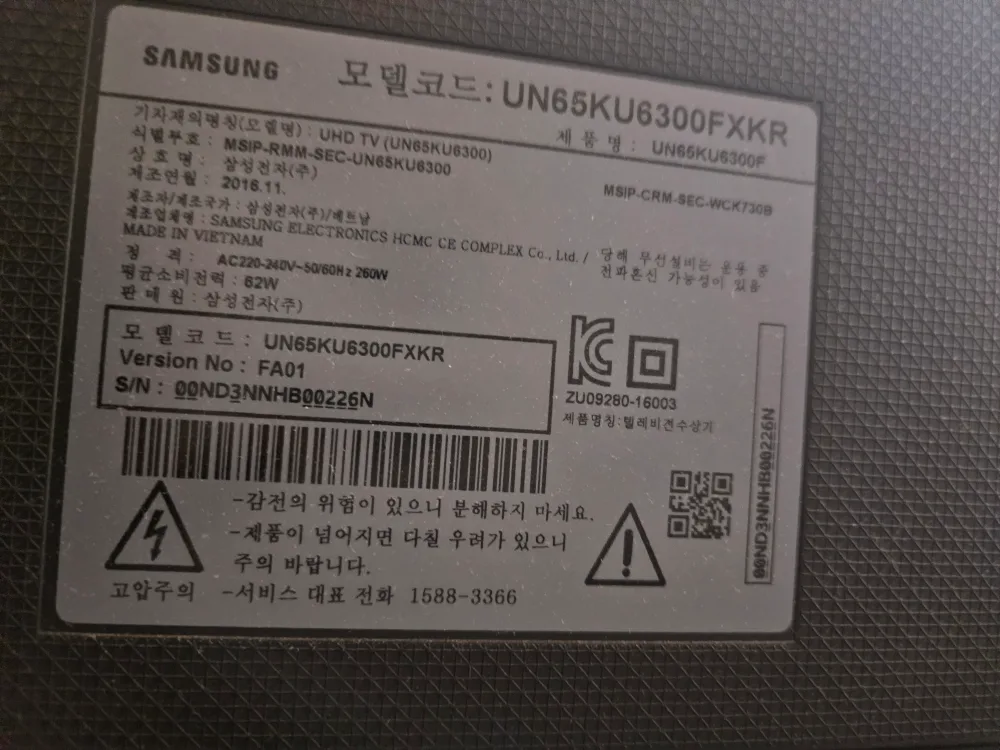 SAMSUNG
모델코드: UN65KU6300FXKR
기자재의명칭(모델명) : UHD TV (UN65KU6300)
제 품 명 : UN65KU6300F
식별부호 : MSIP-RMM-SEC-UN65KU6300
상 호 명 : 삼성전자(주)
제조연월 : 2016.11.
MSIP-CRM-SEC-WCK730B
제조자/제조국가 : 삼성전자(주)/베트남
제조업체명 : SAMSUNG ELECTRONICS HCMC CE COMPLEX Co., Ltd. /
MADE IN VIETNAM
당해 무선설비는 운용 중
전파혼신 가능성이 있음
정 격 : AC220-240V~50/60Hz 260W
평균소비전력 : 62W
판 매 원 : 삼성전자(주)
모 델 코 드 : UN65KU6300FXKR
Version No : FA01
S/N : 00ND3NNHB00226N
ZU09280-16003
제품명칭:텔레비전수상기
00ND3NNHB00226N
-감전의 위험이 있으니 분해하지 마세요.
-제품이 넘어지면 다칠 우려가 있으니
주의 바랍니다.
고압주의 -서비스 대표 전화 1588-3366